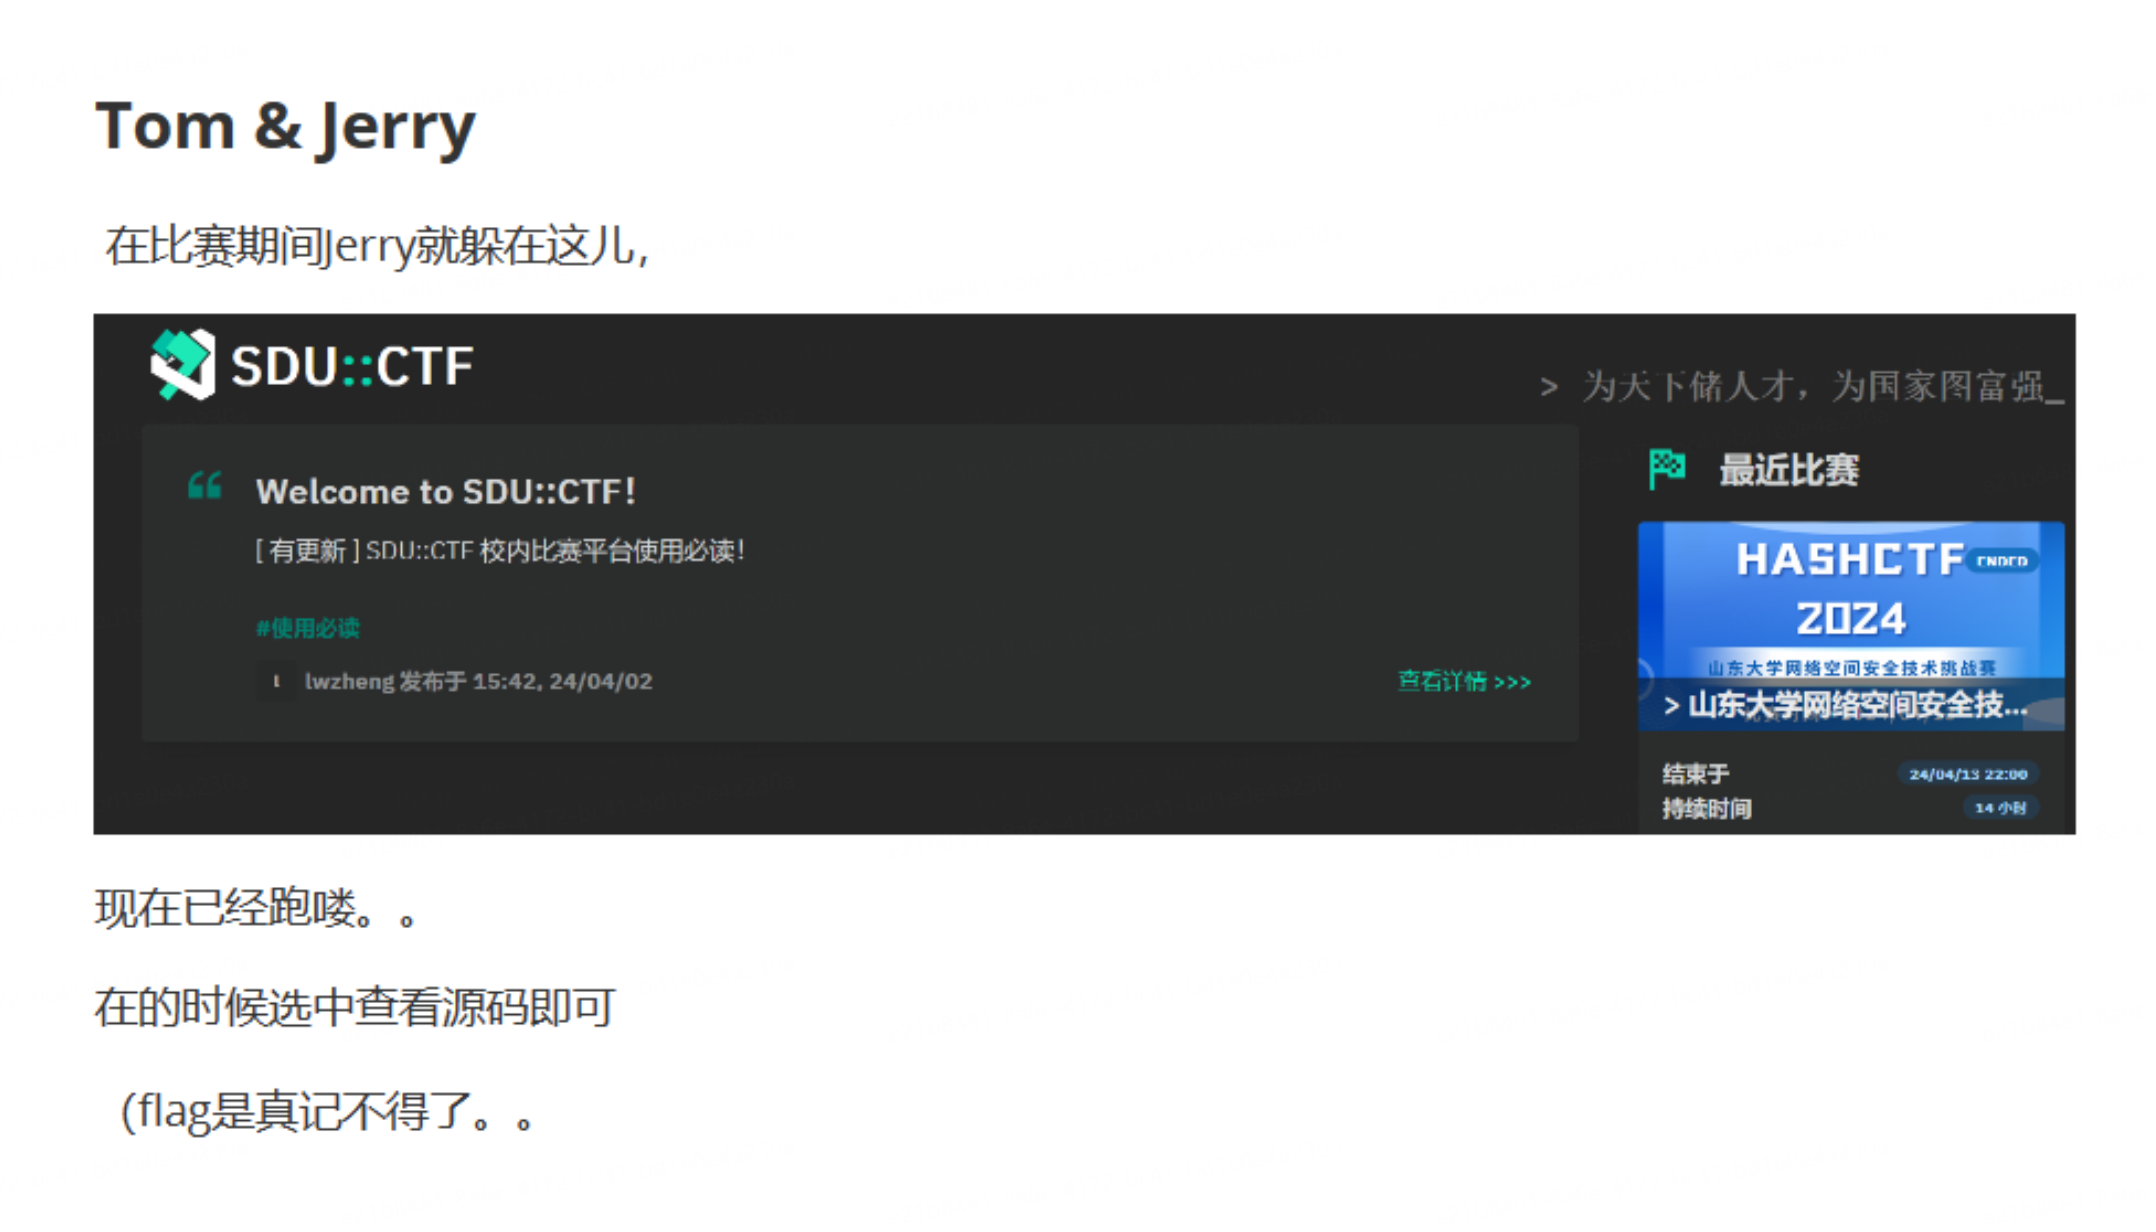 Tom & Jerry
在比赛期间Jerry就躲在这儿，
SDU::CTF
> 为天下储人才，为国家图富强_
Welcome to SDU::CTF!
[ 有更新 ] SDU::CTF 校内比赛平台使用必读！
#使用必读
lwzheng 发布于 15:42, 24/04/02
查看详情 >>>
最近比赛
HASHCTF
ENDED
2024
山东大学网络空间安全技术挑战赛
> 山东大学网络空间安全技...
结束于 24/04/13 22:00
持续时间 14 小时
现在已经跑喽。。
在的时候选中查看源码即可
（flag是真记不得了。。